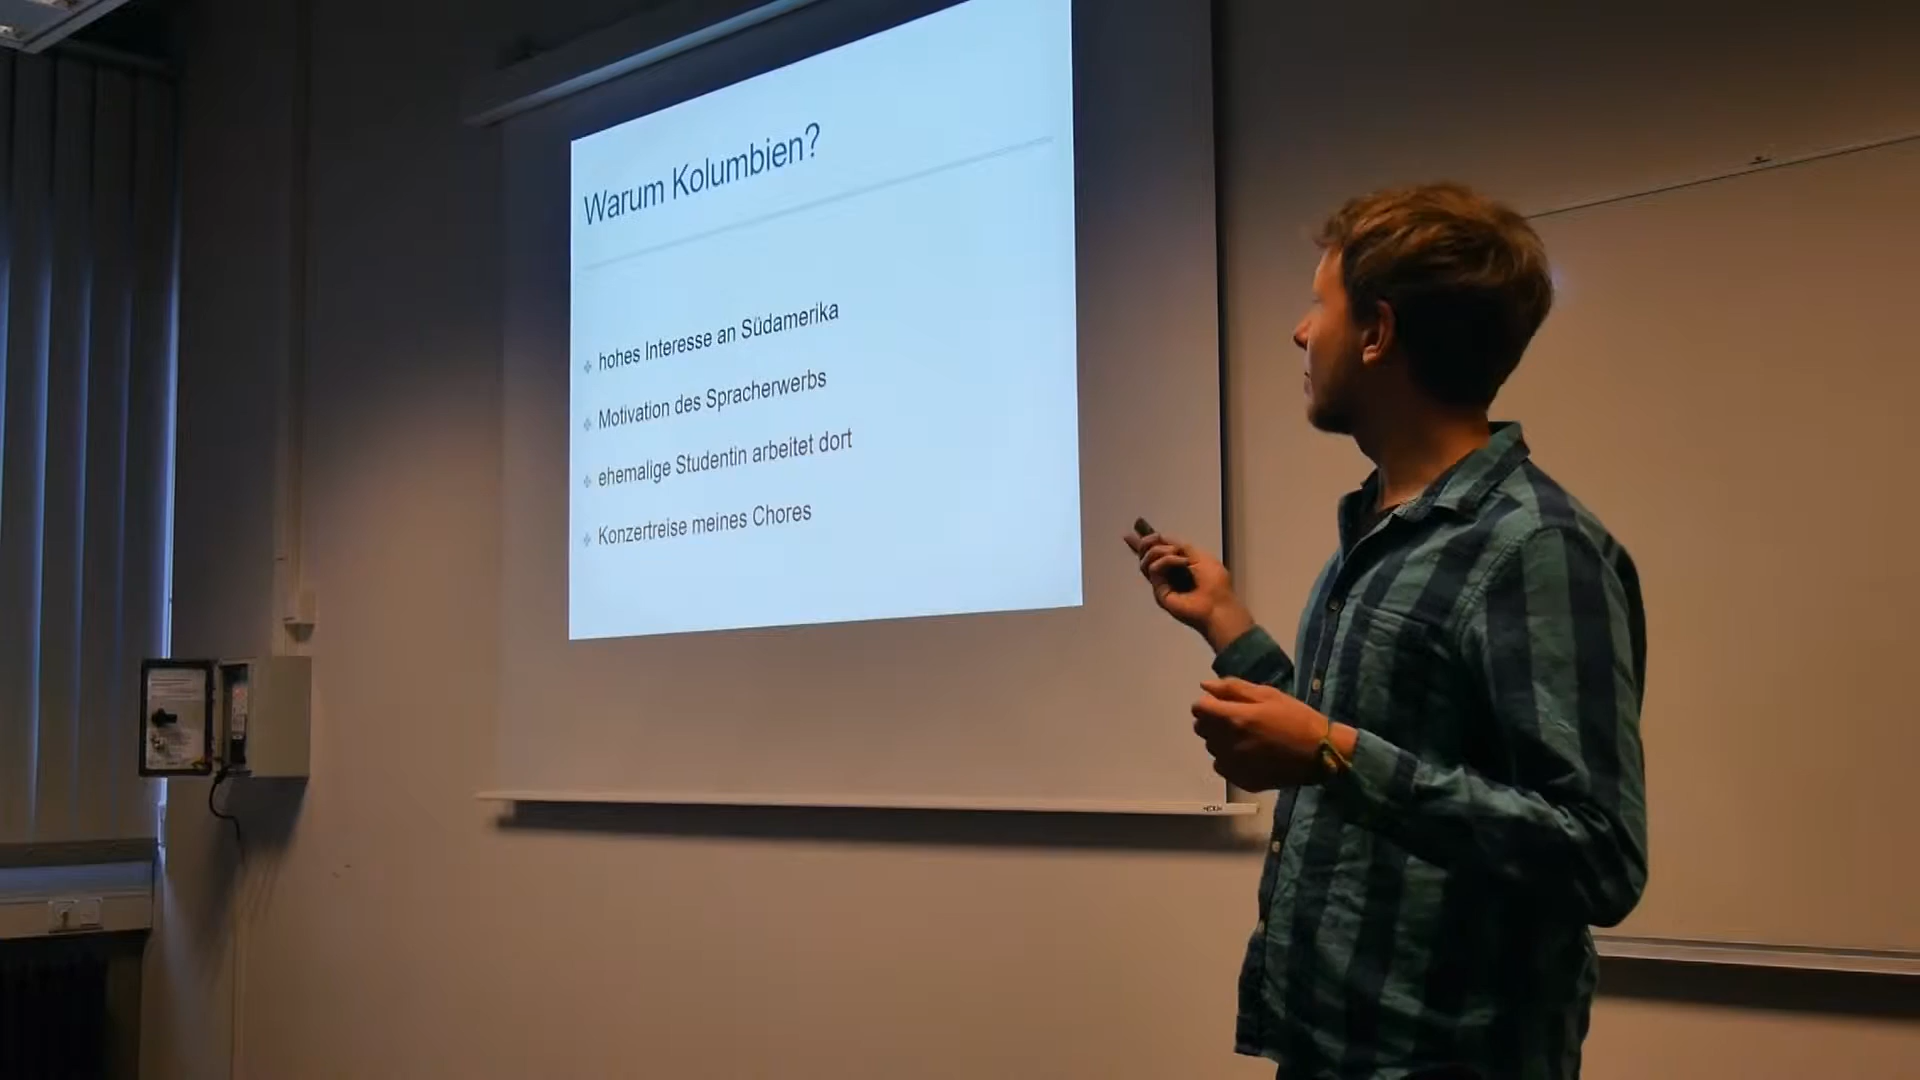 Warum Kolumbien?
hohes Interesse an Südamerika
Motivation des Spracherwerbs
ehemalige Studentin arbeitet dort
Konzertreise meines Chores